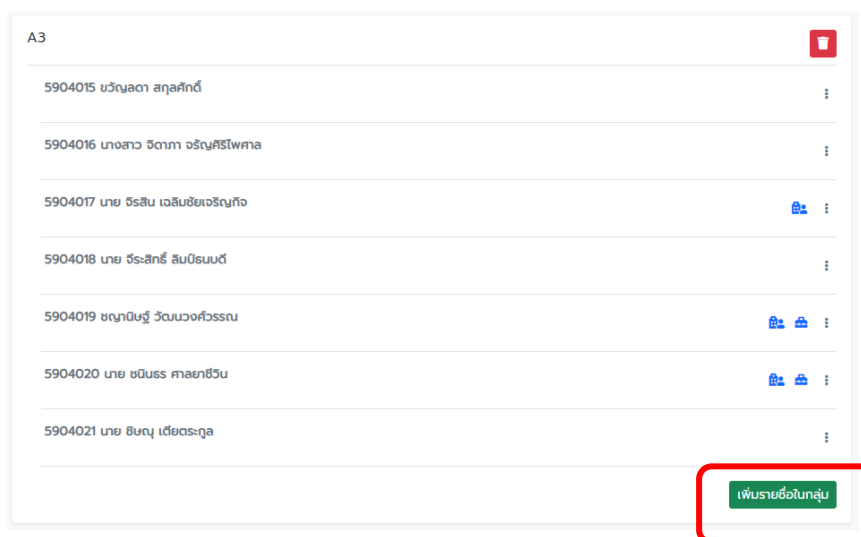 A3
5904015 ขวัญลดา สกุลศักดิ์
5904016 นางสาว จิดาภา จรัญศิริไพศาล
5904017 นาย จิรสิน เฉลิมชัยเจริญกิจ
5904018 นาย จีระสิทธิ์ ลิมป์ธนบดี
5904019 ชญานิษฐ์ วัฒนวงศ์วรรณ
5904020 นาย ชนินธร ศาลยาชีวิน
5904021 นาย ชิษณุ เตียตระกูล
เพิ่มรายชื่อในกลุ่ม